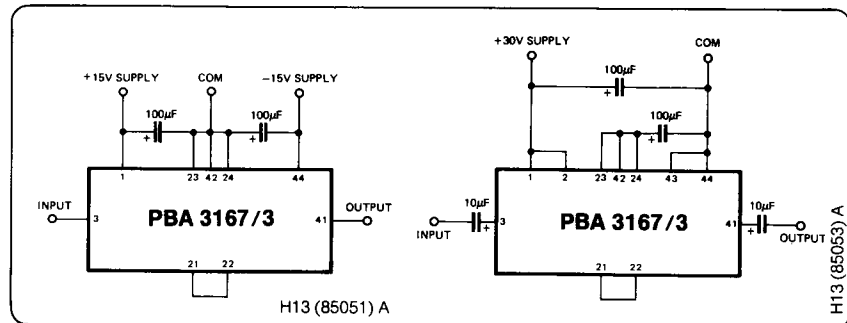 +15V SUPPLY
COM
-15V SUPPLY
100µF
+
100µF
+
1
23
42
24
44
INPUT
3
PBA 3167/3
41
OUTPUT
21
22
H13 (85051) A
+30V SUPPLY
COM
100µF
+
100µF
+
1
2
23
42
24
43
44
10µF
+
INPUT
3
PBA 3167/3
41
10µF
+
OUTPUT
21
22
H13 (85053) A